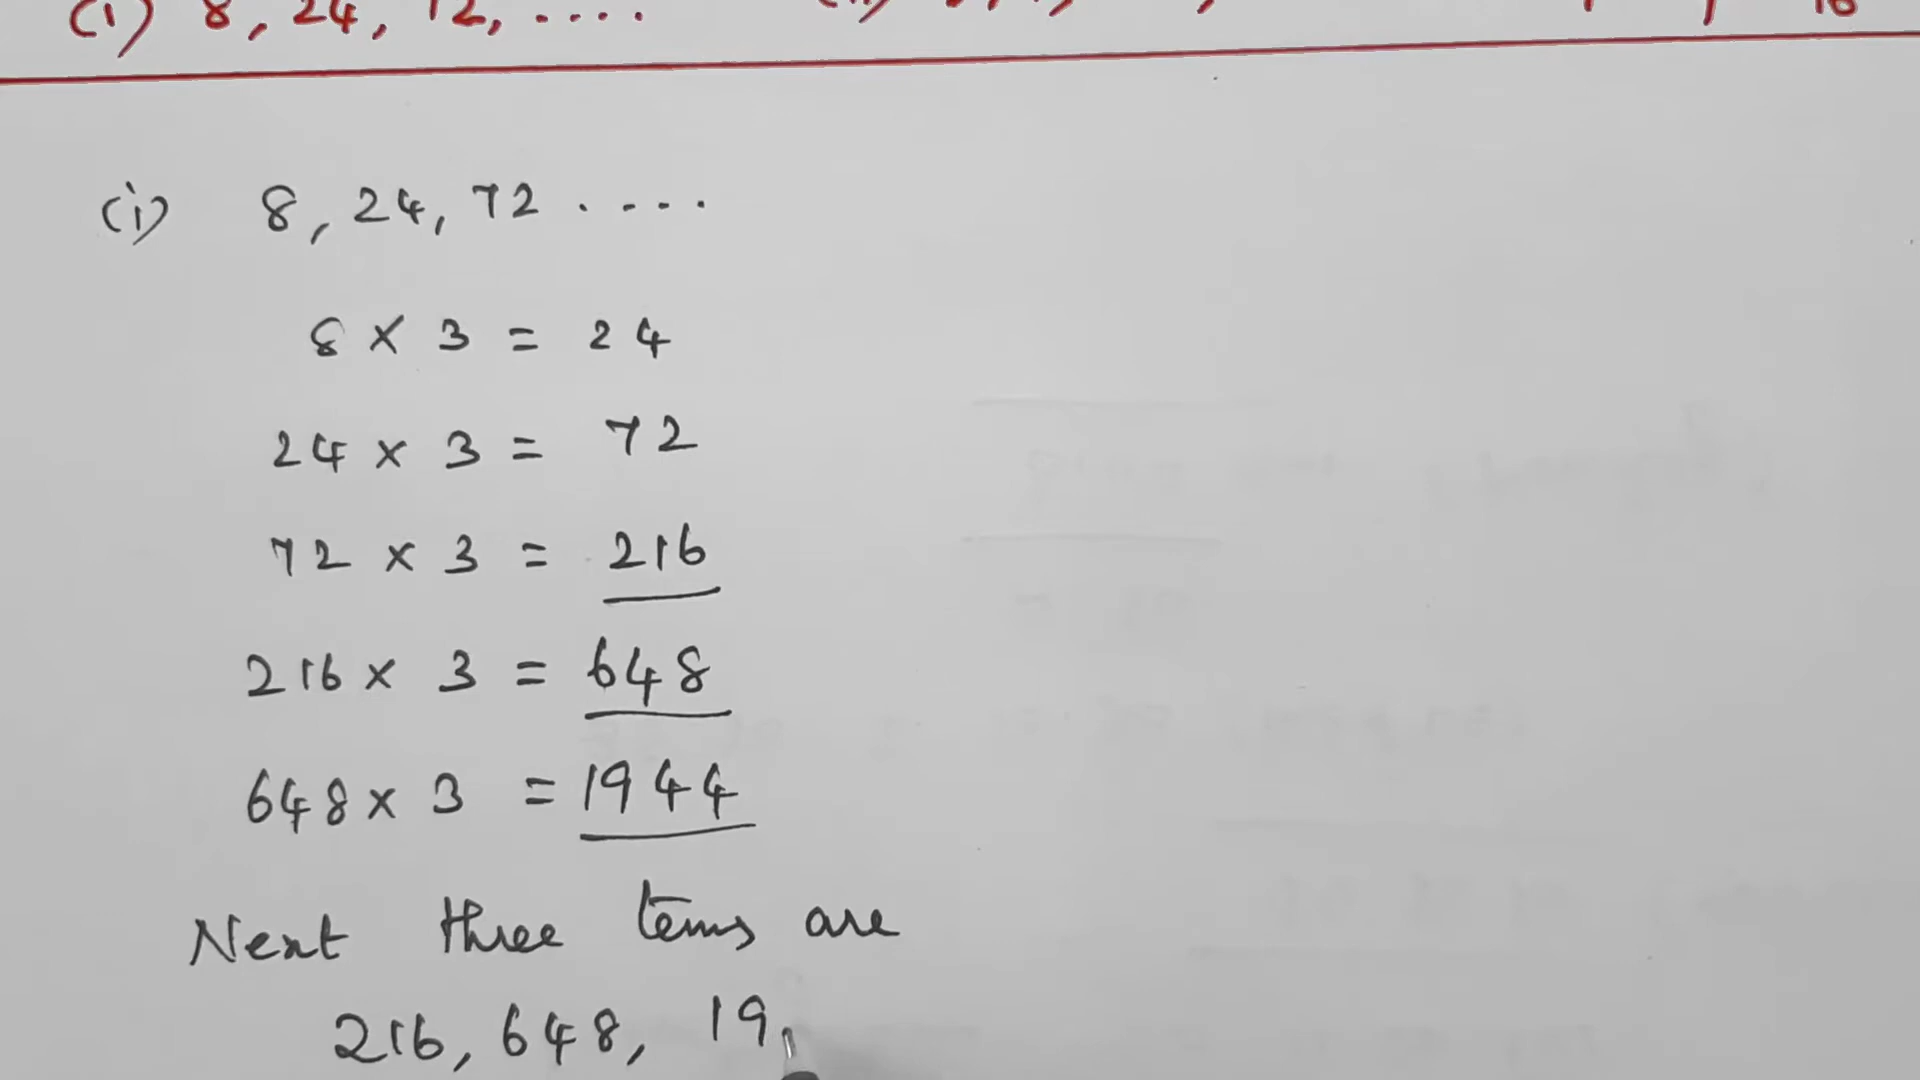 (i) 8, 24, 72, ....
(i) 8, 24, 72 ....
8 × 3 = 24
24 × 3 = 72
72 × 3 = 216
216 × 3 = 648
648 × 3 = 1944
Next three terms are
216, 648, 19